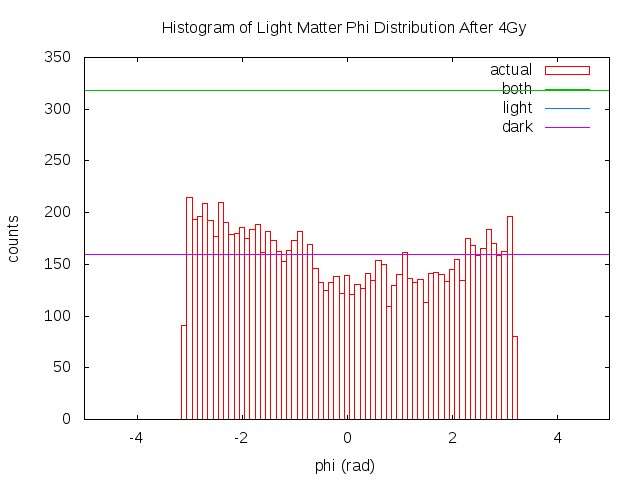 Histogram of Light Matter Phi Distribution After 4Gy
350
300
250
200
150
100
50
0
counts
actual
both
light
dark
-4 -2 0 2 4
phi (rad)